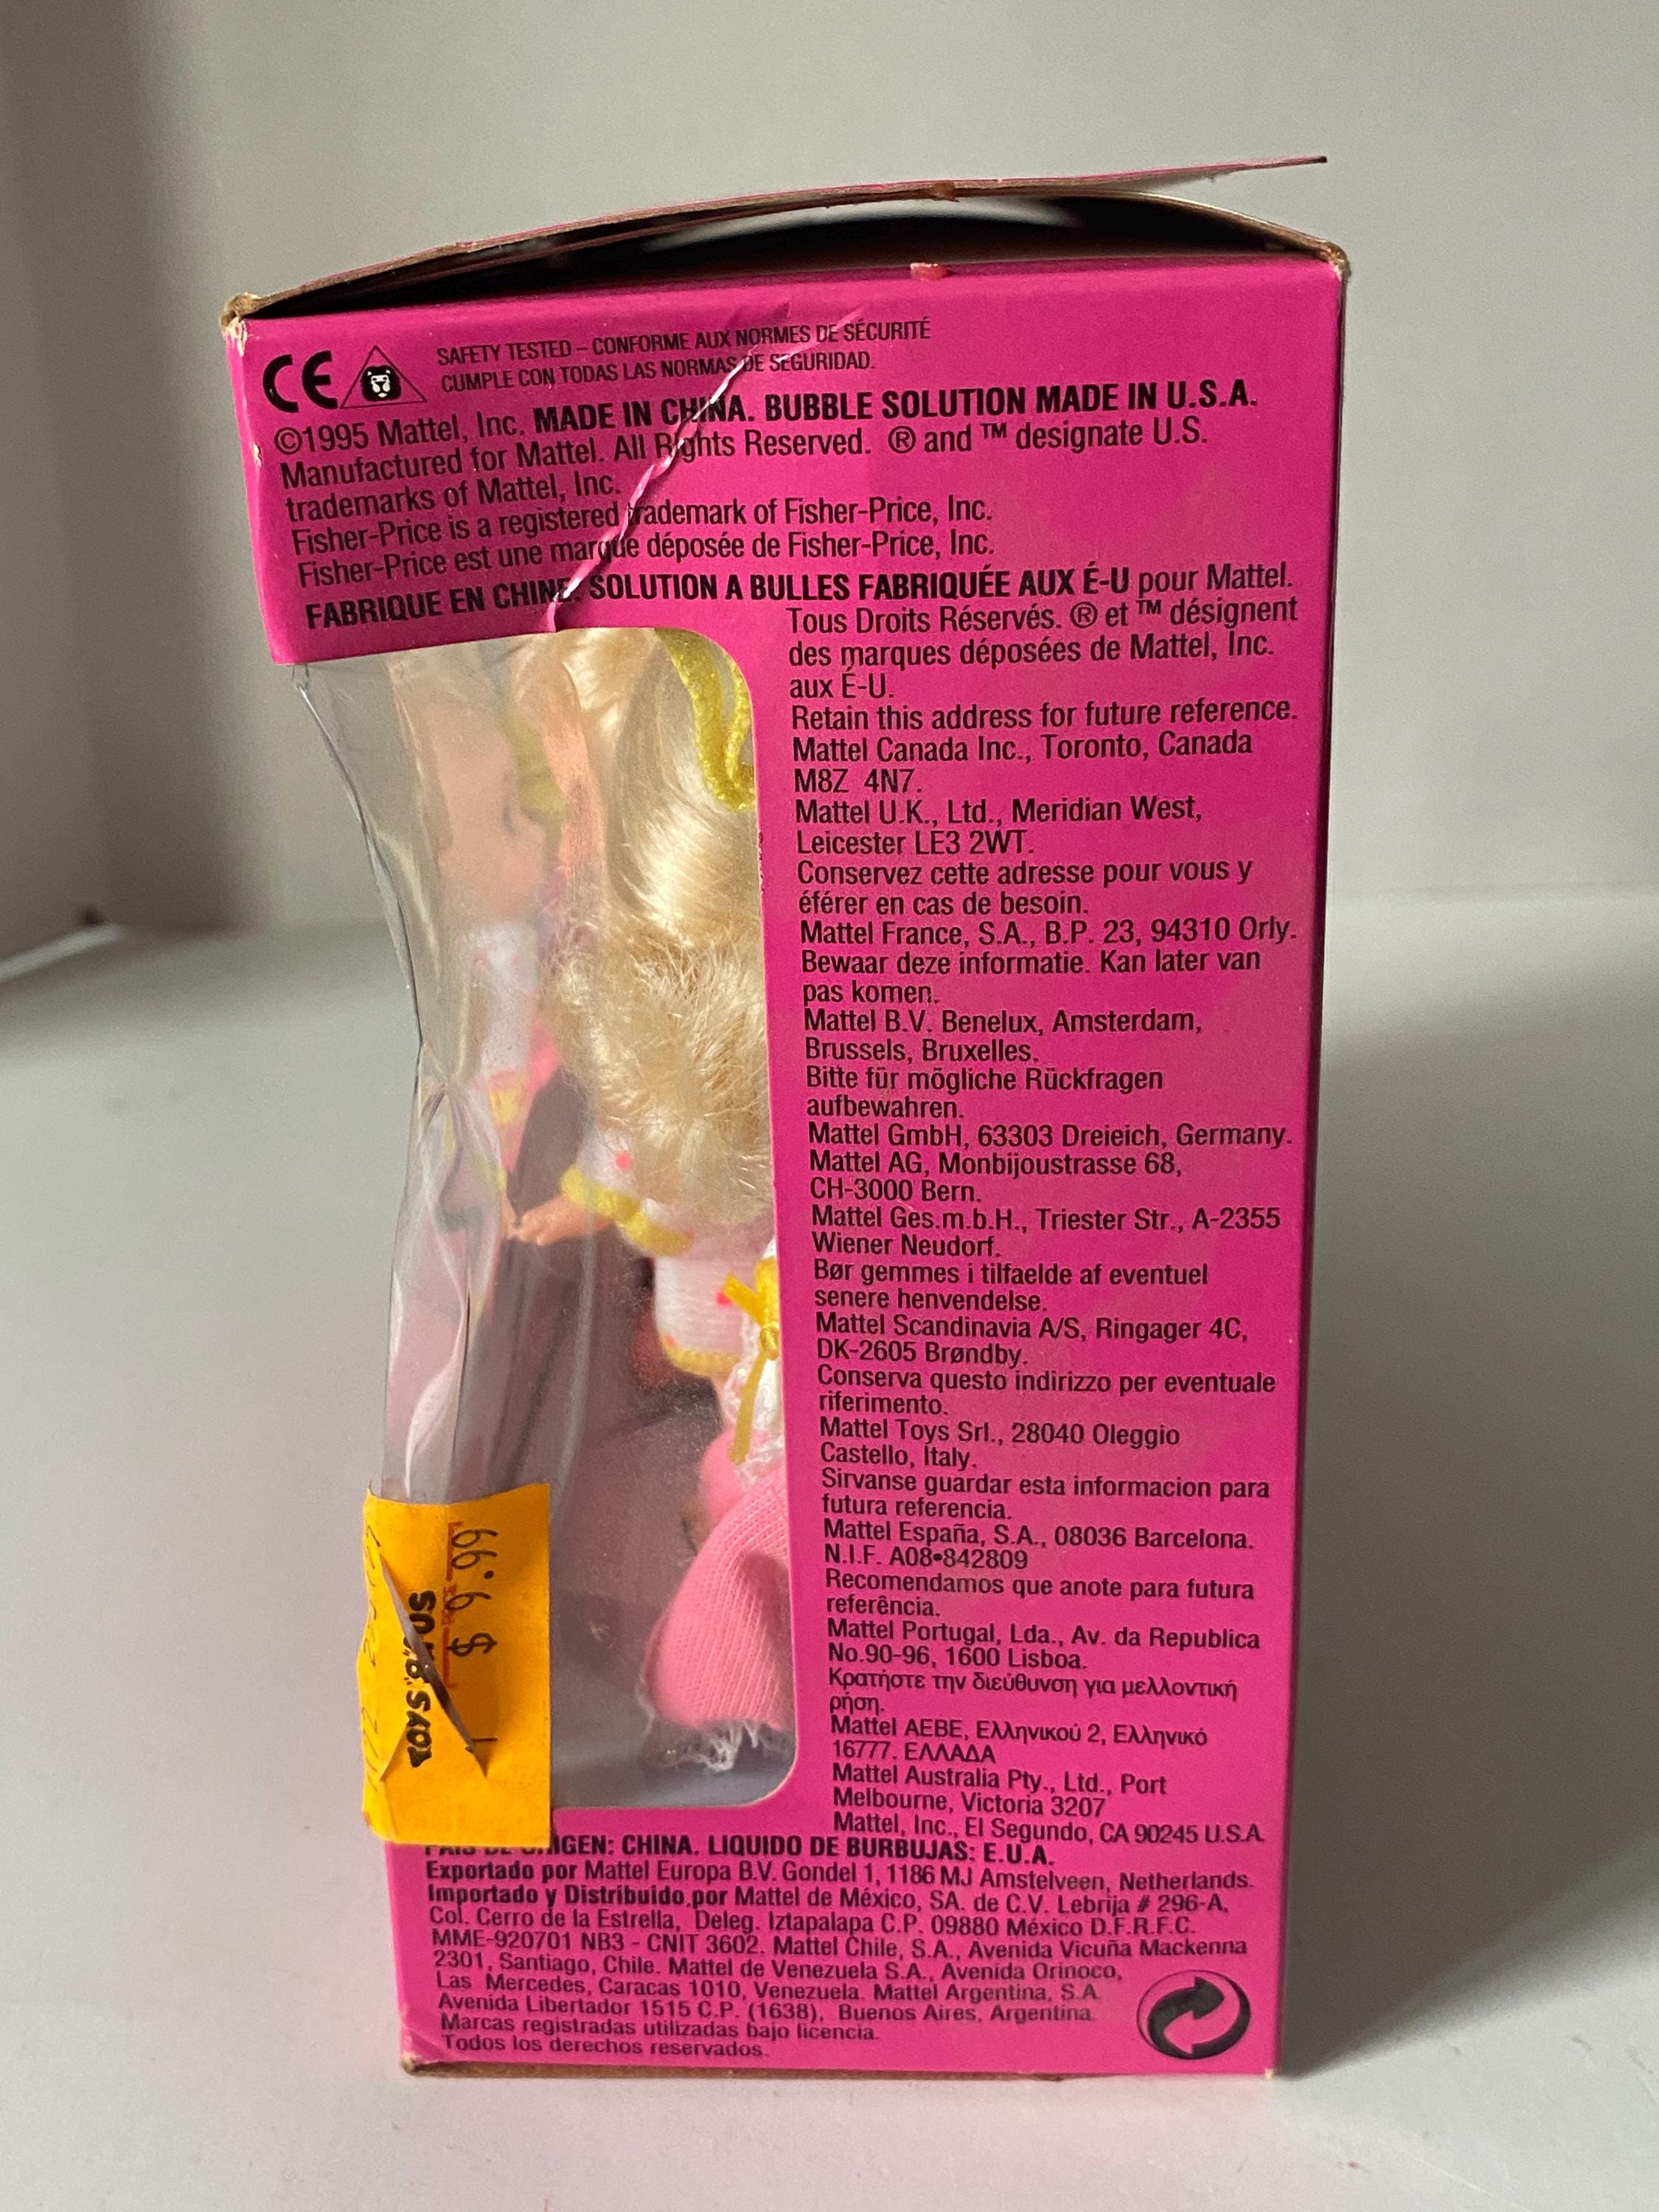 CE
SAFETY TESTED – CONFORME AUX NORMES DE SÉCURITÉ
CUMPLE CON TODAS LAS NORMAS DE SEGURIDAD.
©1995 Mattel, Inc. MADE IN CHINA. BUBBLE SOLUTION MADE IN U.S.A.
Manufactured for Mattel. All Rights Reserved. ® and ™ designate U.S.
trademarks of Mattel, Inc.
Fisher-Price is a registered trademark of Fisher-Price, Inc.
Fisher-Price est une marque déposée de Fisher-Price, Inc.
FABRIQUE EN CHINE. SOLUTION A BULLES FABRIQUÉE AUX É-U pour Mattel.
Tous Droits Réservés. ® et ™ désignent
des marques déposées de Mattel, Inc.
aux É-U.
Retain this address for future reference.
Mattel Canada Inc., Toronto, Canada
M8Z 4N7.
Mattel U.K., Ltd., Meridian West,
Leicester LE3 2WT.
Conservez cette adresse pour vous y
éférer en cas de besoin.
Mattel France, S.A., B.P. 23, 94310 Orly.
Bewaar deze informatie. Kan later van
pas komen.
Mattel B.V. Benelux, Amsterdam,
Brussels, Bruxelles.
Bitte für mögliche Rückfragen
aufbewahren.
Mattel GmbH, 63303 Dreieich, Germany.
Mattel AG, Monbijoustrasse 68,
CH-3000 Bern.
Mattel Ges.m.b.H., Triester Str., A-2355
Wiener Neudorf.
Bør gemmes i tilfaelde af eventuel
senere henvendelse.
Mattel Scandinavia A/S, Ringager 4C,
DK-2605 Brøndby.
Conserva questo indirizzo per eventuale
riferimento.
Mattel Toys Srl., 28040 Oleggio
Castello, Italy.
Sirvanse guardar esta informacion para
futura referencia.
Mattel España, S.A., 08036 Barcelona.
N.I.F. A08•842809
Recomendamos que anote para futura
referência.
Mattel Portugal, Lda., Av. da Republica
No.90-96, 1600 Lisboa.
Κρατήστε την διεύθυνση για μελλοντική
ρήση.
Mattel AEBE, Ελληνικού 2, Ελληνικό
16777. ΕΛΛΑΔΑ
Mattel Australia Pty., Ltd., Port
Melbourne, Victoria 3207
Mattel, Inc., El Segundo, CA 90245 U.S.A.
CHINA. LIQUIDO DE BURBUJAS: E.U.A.
Exportado por Mattel Europa B.V. Gondel 1, 1186 MJ Amstelveen, Netherlands.
Importado y Distribuido por Mattel de México, SA. de C.V. Lebrija # 296-A,
Col. Cerro de la Estrella, Deleg. Iztapalapa C.P. 09880 México D.F.R.F.C.
MME-920701 NB3 - CNIT 3602. Mattel Chile, S.A., Avenida Vicuña Mackenna
2301, Santiago, Chile. Mattel de Venezuela S.A., Avenida Orinoco,
Las Mercedes, Caracas 1010, Venezuela. Mattel Argentina, S.A.
Avenida Libertador 1515 C.P. (1638), Buenos Aires, Argentina.
Marcas registradas utilizadas bajo licencia.
Todos los derechos reservados.
$ 9.99
TOYS